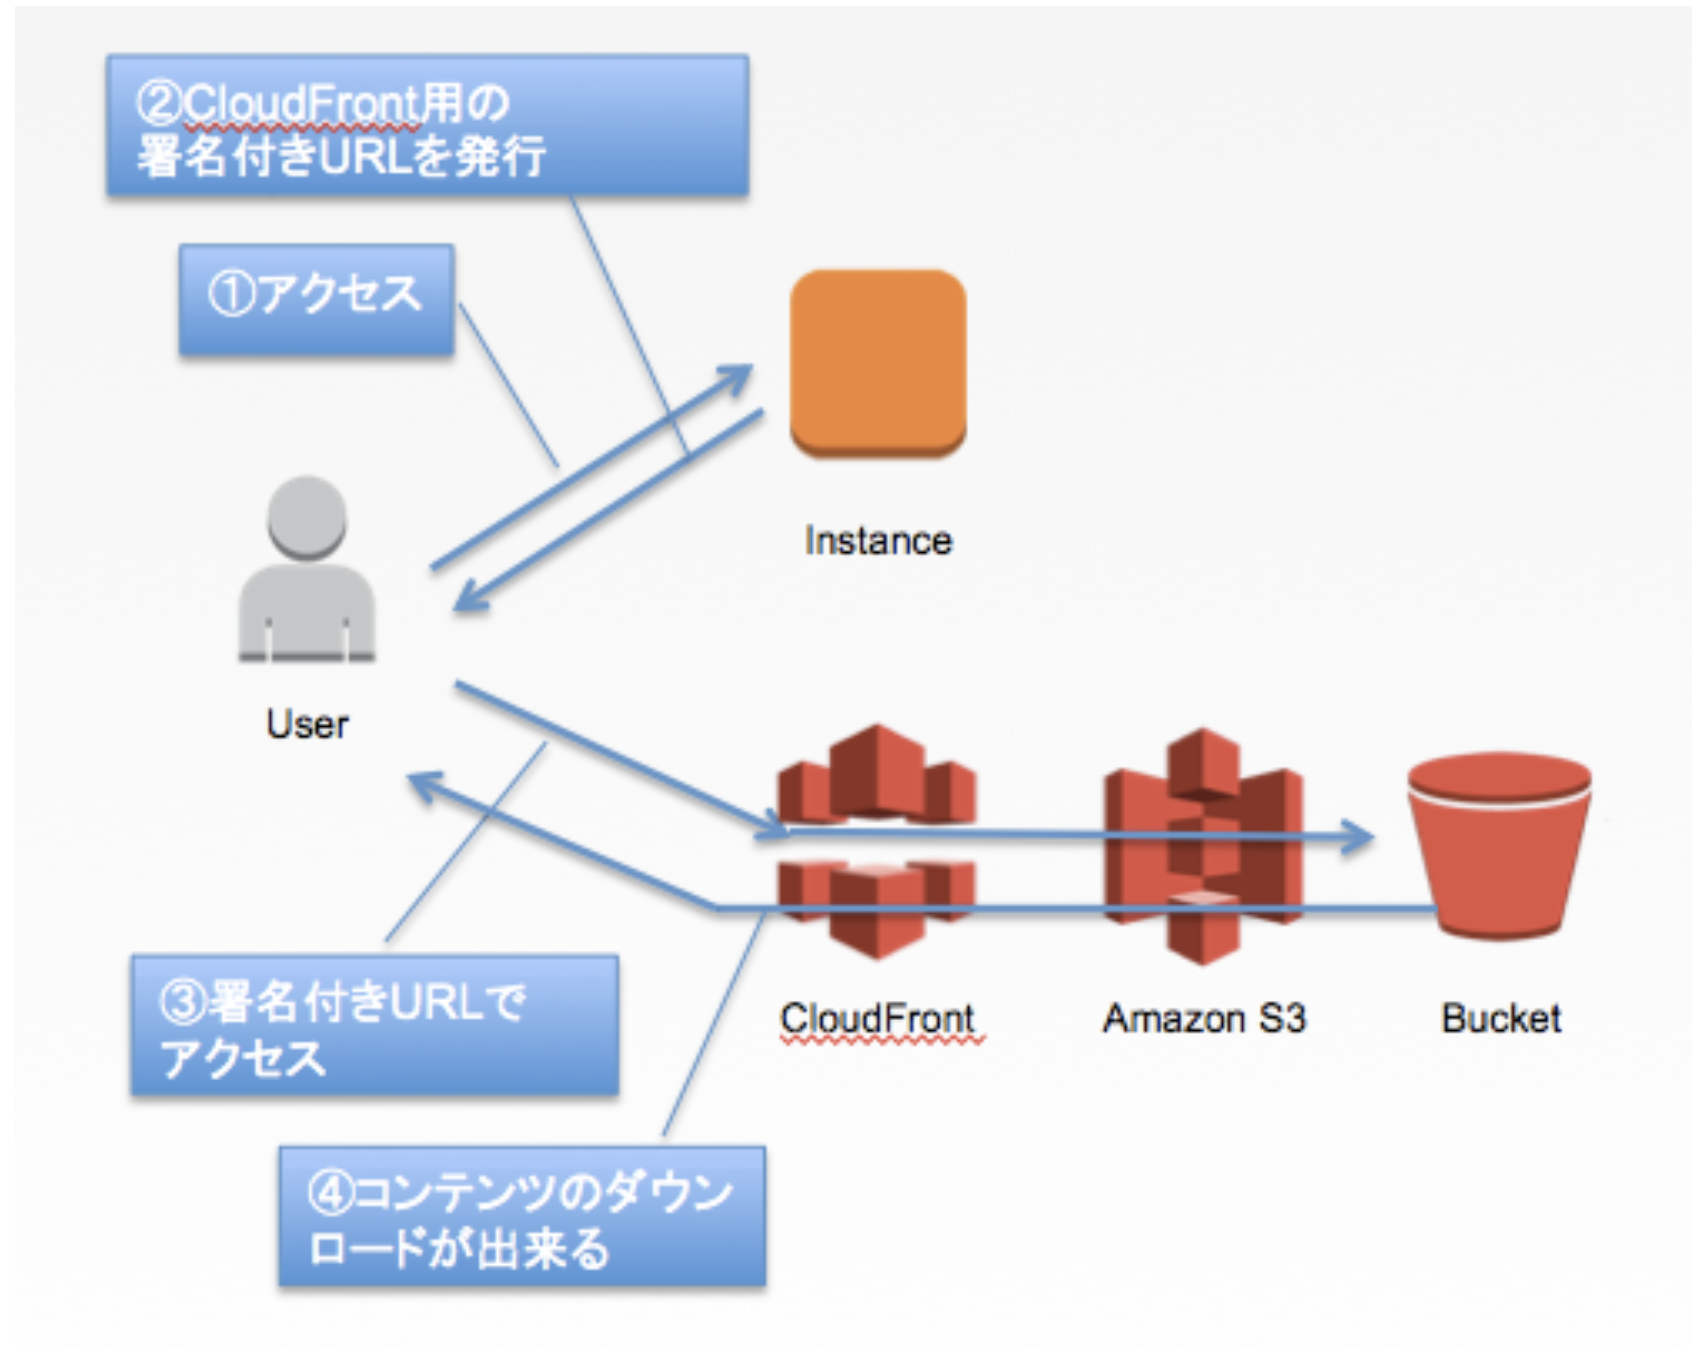 ②CloudFront用の
署名付きURLを発行
①アクセス
Instance
User
CloudFront
Amazon S3
Bucket
③署名付きURLで
アクセス
④コンテンツのダウン
ロードが出来る